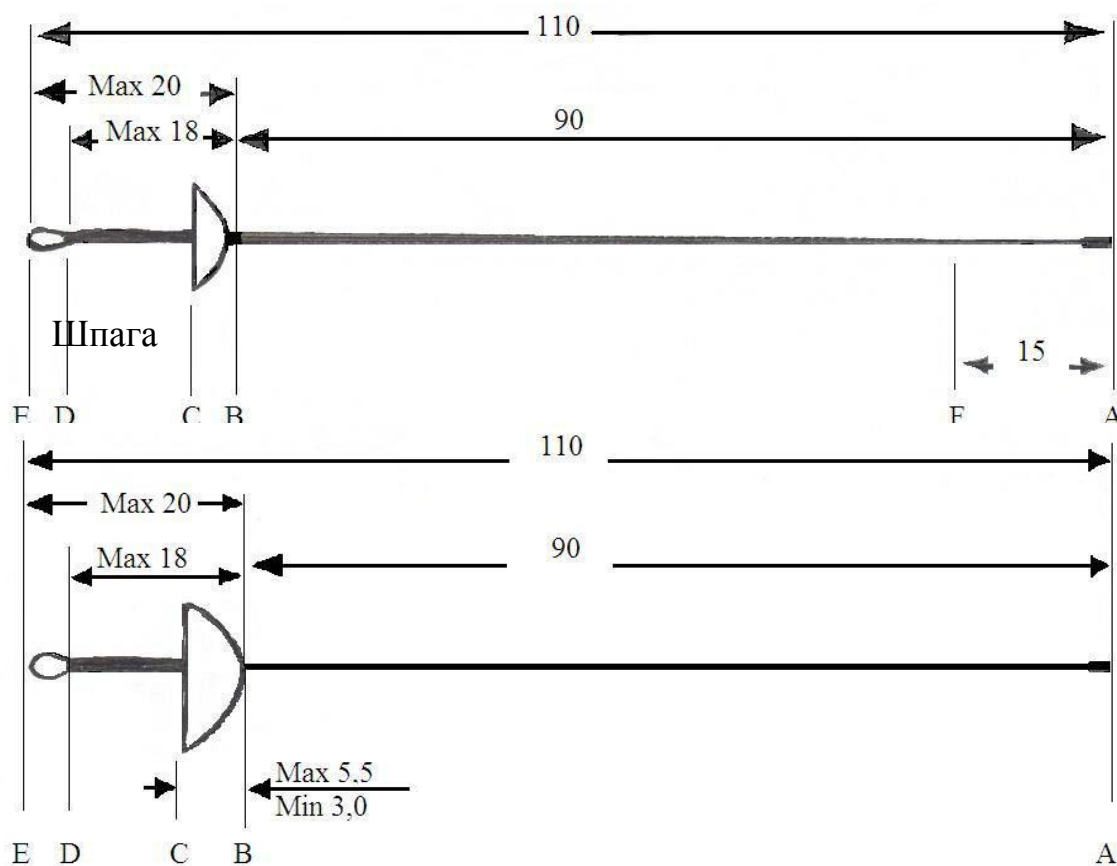 110
Max 20
Max 18
90
Шпага
15
E D C B F A
110
Max 20
Max 18
90
Max 5,5
Min 3,0
E D C B A